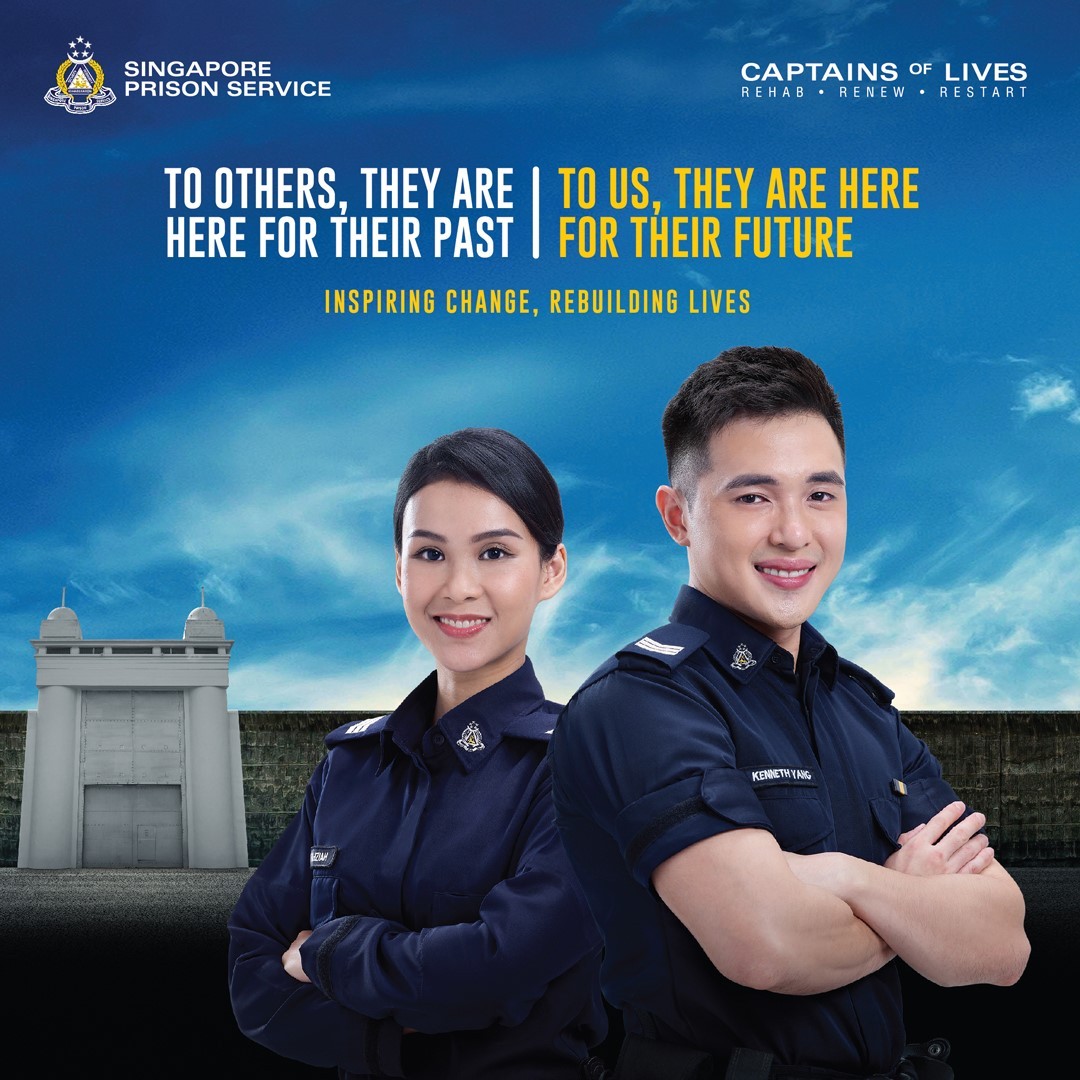 SINGAPORE
PRISON SERVICE
CAPTAINS OF LIVES
REHAB • RENEW • RESTART
TO OTHERS, THEY ARE
HERE FOR THEIR PAST
TO US, THEY ARE HERE
FOR THEIR FUTURE
INSPIRING CHANGE, REBUILDING LIVES
KENNETH YANG